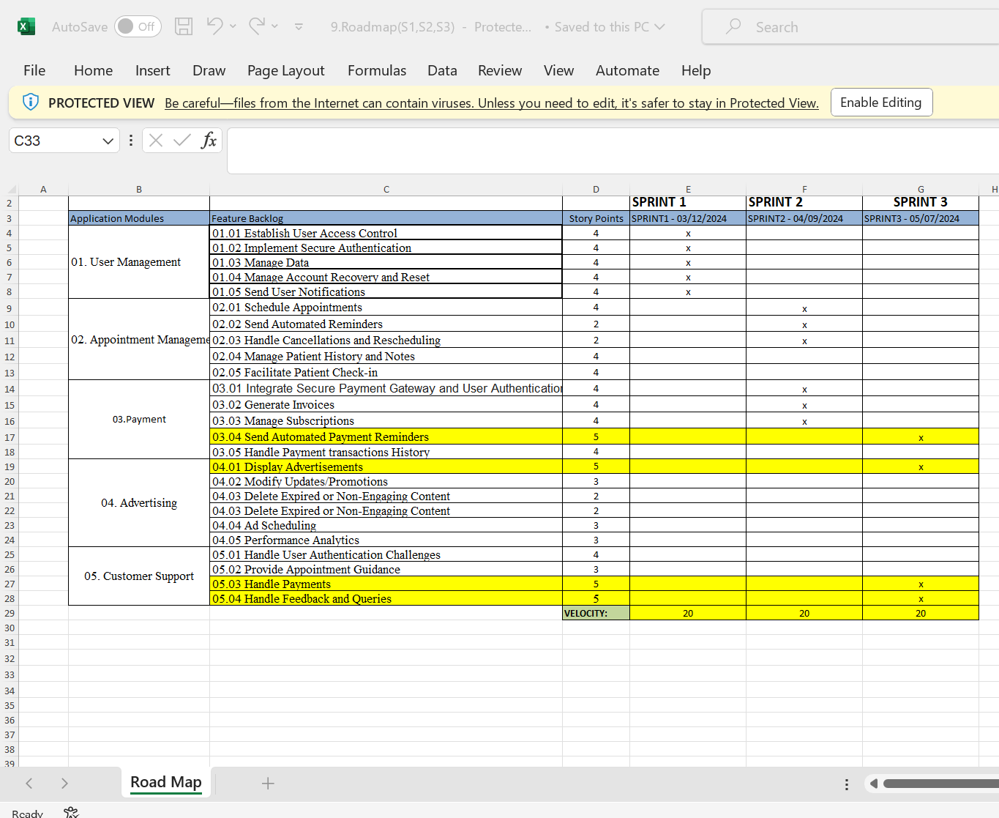 AutoSave Off 9.Roadmap(S1,S2,S3) - Protecte... • Saved to this PC Search
File Home Insert Draw Page Layout Formulas Data Review View Automate Help
PROTECTED VIEW Be careful—files from the Internet can contain viruses. Unless you need to edit, it's safer to stay in Protected View. Enable Editing
C33 fx
A B C D E F G H
2 SPRINT 1 SPRINT 2 SPRINT 3
3 Application Modules Feature Backlog Story Points SPRINT1 - 03/12/2024 SPRINT2 - 04/09/2024 SPRINT3 - 05/07/2024
4 01.01 Establish User Access Control 4 x
5 01.02 Implement Secure Authentication 4 x
6 01. User Management 01.03 Manage Data 4 x
7 01.04 Manage Account Recovery and Reset 4 x
8 01.05 Send User Notifications 4 x
9 02.01 Schedule Appointments 4 x
10 02.02 Send Automated Reminders 2 x
11 02. Appointment Manageme 02.03 Handle Cancellations and Rescheduling 2 x
12 02.04 Manage Patient History and Notes 4
13 02.05 Facilitate Patient Check-in 4
14 03.01 Integrate Secure Payment Gateway and User Authentication 4 x
15 03.02 Generate Invoices 4 x
16 03.Payment 03.03 Manage Subscriptions 4 x
17 03.04 Send Automated Payment Reminders 5 x
18 03.05 Handle Payment transactions History 4
19 04.01 Display Advertisements 5 x
20 04.02 Modify Updates/Promotions 3
21 04.03 Delete Expired or Non-Engaging Content 2
22 04. Advertising 04.03 Delete Expired or Non-Engaging Content 2
23 04.04 Ad Scheduling 3
24 04.05 Performance Analytics 3
25 05.01 Handle User Authentication Challenges 4
26 05. Customer Support 05.02 Provide Appointment Guidance 3
27 05.03 Handle Payments 5 x
28 05.04 Handle Feedback and Queries 5 x
29 VELOCITY: 20 20 20
30
31
32
33
34
35
36
37
38
39
Road Map
Ready